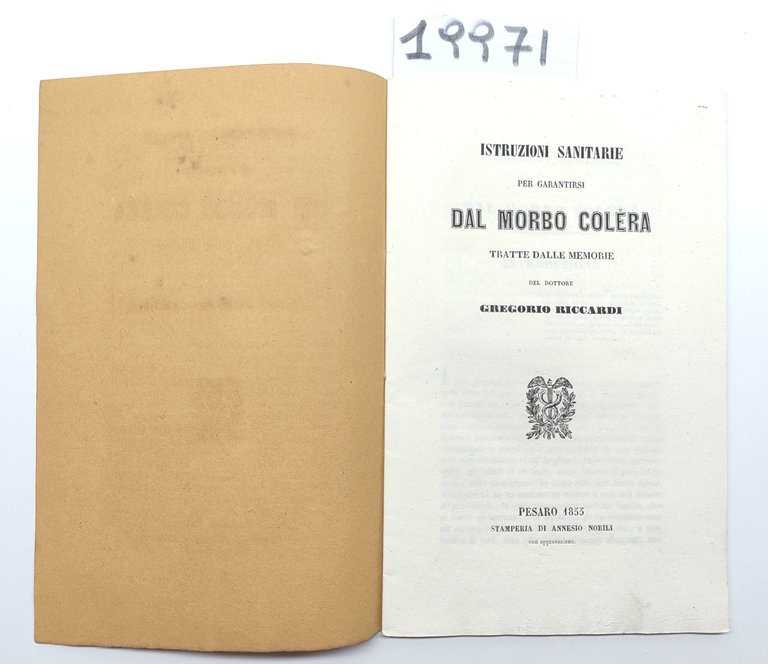 19971
ISTRUZIONI SANITARIE
PER GARANTIRSI
DAL MORBO COLÉRA
TRATTE DALLE MEMORIE
DEL DOTTORE
GREGORIO RICCARDI
PESARO 1855
STAMPERIA DI ANNESIO NOBILI
con approvazione.